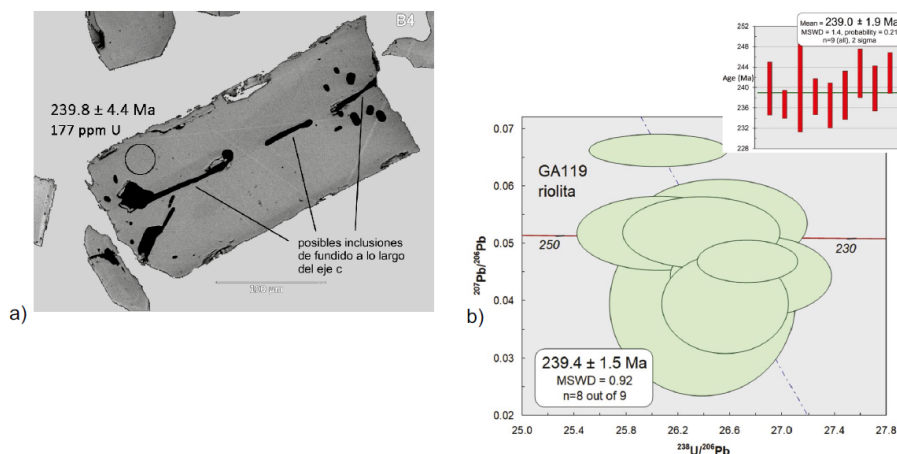 B4
239.8 ± 4.4 Ma
177 ppm U
posibles inclusiones
de fundido a lo largo
del eje c
a)
Mean = 239.0 ± 1.9 Ma
MSWD = 1.4, probability = 0.21
n=9 (all), 2 sigma
252
248
244
Age (Ma)
240
236
232
228
0.07
0.06
0.05
0.04
0.03
0.02
²⁰⁷Pb/²⁰⁶Pb
GA119
riolita
250
230
b)
239.4 ± 1.5 Ma
MSWD = 0.92
n=8 out of 9
25.0 25.4 25.8 26.2 26.6 27.0 27.4 27.8
²³⁸U/²⁰⁶Pb